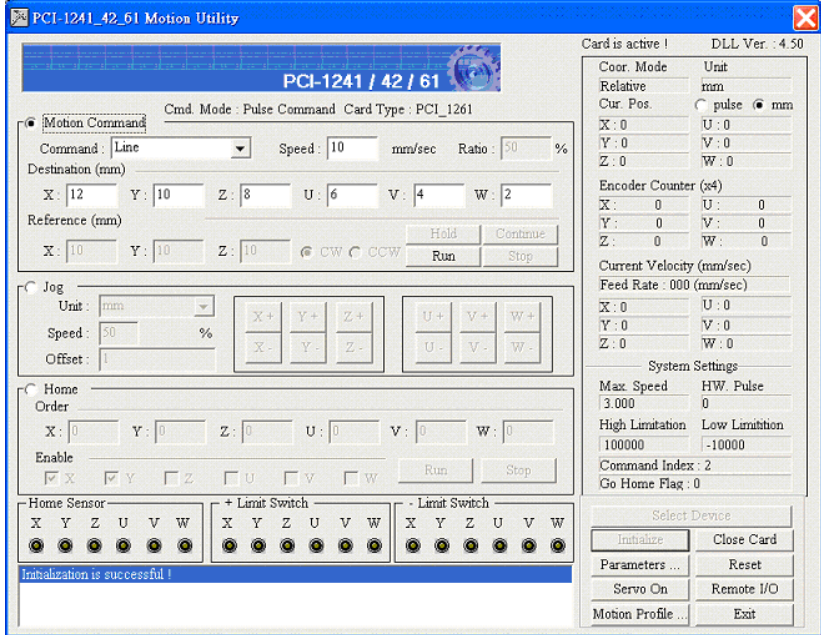 PCI-1241_42_61 Motion Utility
PCI-1241 / 42 / 61
Card is active !   DLL Ver. : 4.50
Cmd. Mode : Pulse Command   Card Type : PCI_1261
Motion Command
Command : Line   Speed : 10 mm/sec   Ratio : 50 %
Destination (mm)
X : 12   Y : 10   Z : 8   U : 6   V : 4   W : 2
Reference (mm)
Hold   Continue
X : 10   Y : 10   Z : 10   CW   CCW   Run   Stop
Jog
Unit : mm
Speed : 50 %
Offset : 1
X +   Y +   Z +   U +   V +   W +
X -   Y -   Z -   U -   V -   W -
Home
Order
X : 0   Y : 0   Z : 0   U : 0   V : 0   W : 0
Enable
X   Y   Z   U   V   W   Run   Stop
Home Sensor   + Limit Switch   - Limit Switch
X Y Z U V W   X Y Z U V W   X Y Z U V W
Initialization is successful !
Coor. Mode   Unit
Relative   mm
Cur. Pos.   pulse   mm
X : 0   U : 0
Y : 0   V : 0
Z : 0   W : 0
Encoder Counter (x4)
X : 0   U : 0
Y : 0   V : 0
Z : 0   W : 0
Current Velocity (mm/sec)
Feed Rate : 000 (mm/sec)
X : 0   U : 0
Y : 0   V : 0
Z : 0   W : 0
System Settings
Max. Speed   HW. Pulse
3.000   0
High Limitation   Low Limitition
100000   -10000
Command Index : 2
Go Home Flag : 0
Select Device
Initialize   Close Card
Parameters ...   Reset
Servo On   Remote I/O
Motion Profile ...   Exit